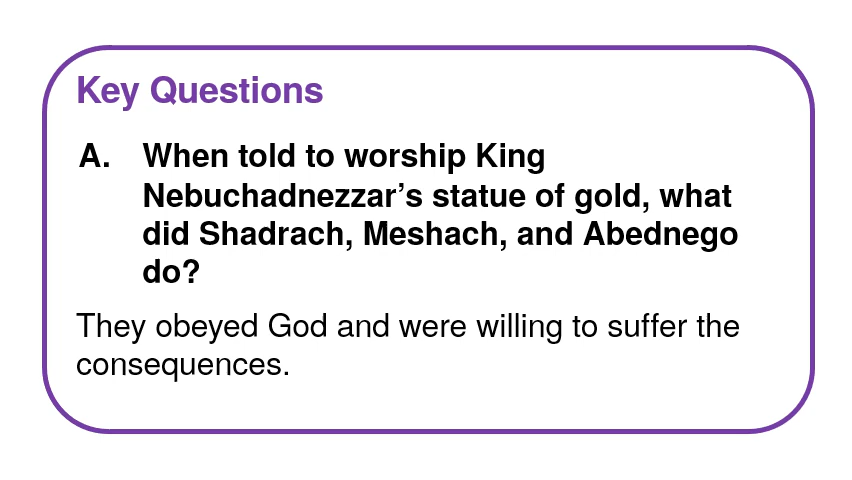 Key Questions
A. When told to worship King
Nebuchadnezzar’s statue of gold, what
did Shadrach, Meshach, and Abednego
do?
They obeyed God and were willing to suffer the
consequences.